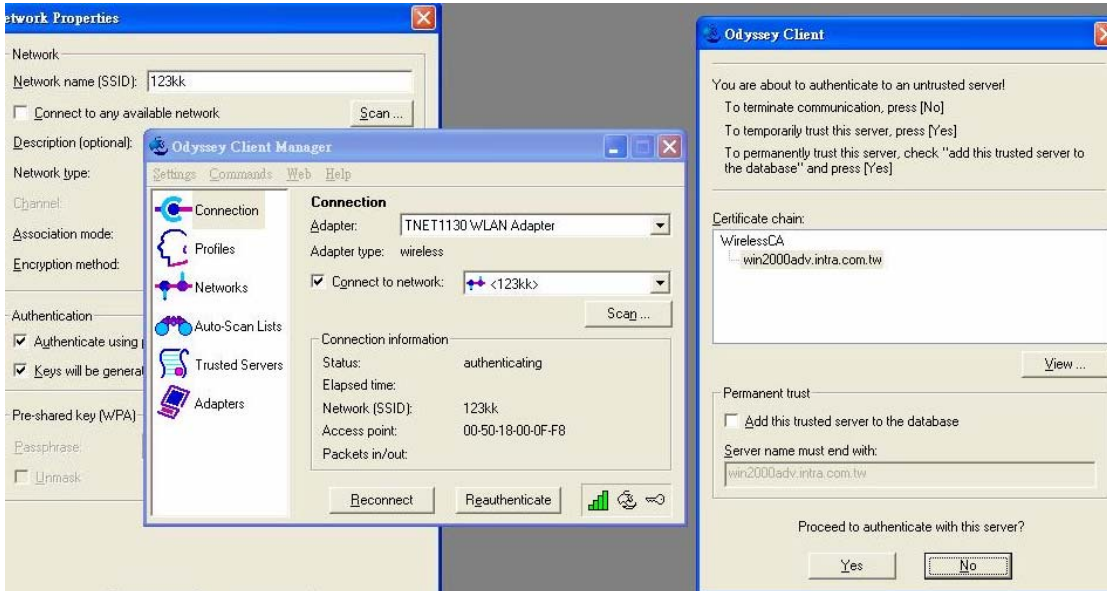 etwork Properties
Network
Network name (SSID): 123kk
Connect to any available network
Scan ...
Description (optional):
Network type:
Channel:
Association mode:
Encryption method:
Authentication
Authenticate using
Keys will be genera
Pre-shared key (WPA)
Passphrase:
Unmask
Odyssey Client Manager
Settings Commands Web Help
Connection
Profiles
Networks
Auto-Scan Lists
Trusted Servers
Adapters
Connection
Adapter: TNET1130 WLAN Adapter
Adapter type: wireless
Connect to network: <123kk>
Scan ...
Connection information
Status: authenticating
Elapsed time:
Network (SSID): 123kk
Access point: 00-50-18-00-0F-F8
Packets in/out:
Reconnect Reauthenticate
Odyssey Client
You are about to authenticate to an untrusted server!
To terminate communication, press [No]
To temporarily trust this server, press [Yes]
To permanently trust this server, check "add this trusted server to
the database" and press [Yes]
Certificate chain:
WirelessCA
win2000adv.intra.com.tw
View ...
Permanent trust
Add this trusted server to the database
Server name must end with:
win2000adv.intra.com.tw
Proceed to authenticate with this server?
Yes No